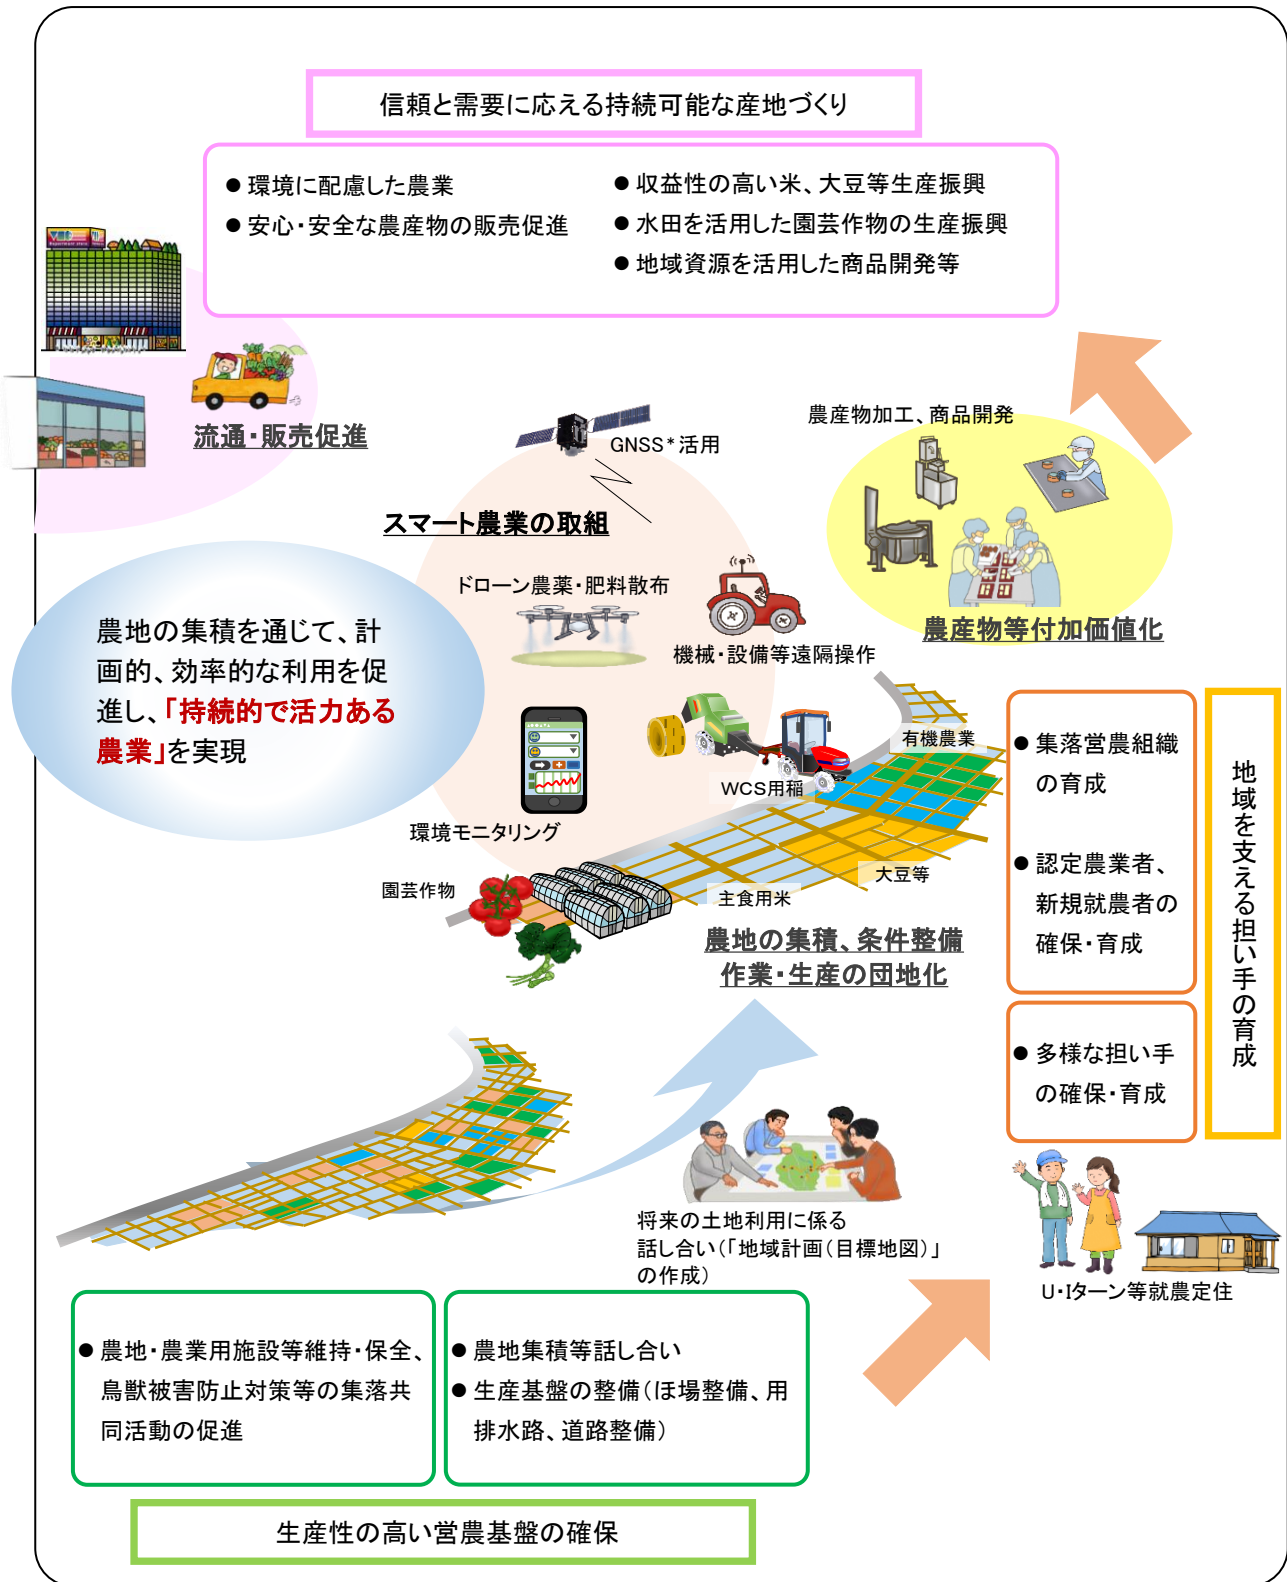 信頼と需要に応える持続可能な産地づくり
● 環境に配慮した農業
● 安心・安全な農産物の販売促進
● 収益性の高い米、大豆等生産振興
● 水田を活用した園芸作物の生産振興
● 地域資源を活用した商品開発等
流通・販売促進
GNSS*活用
農産物加工、商品開発
スマート農業の取組
ドローン農薬・肥料散布
機械・設備等遠隔操作
農産物等付加価値化
農地の集積を通じて、計
画的、効率的な利用を促
進し、「持続的で活力ある
農業」を実現
環境モニタリング
有機農業
WCS用稲
大豆等
主食用米
園芸作物
農地の集積、条件整備
作業・生産の団地化
● 集落営農組織
の育成
● 認定農業者、
新規就農者の
確保・育成
● 多様な担い手
の確保・育成
地域を支える担い手の育成
将来の土地利用に係る
話し合い(「地域計画(目標地図)」
の作成)
U・Iターン等就農定住
● 農地・農業用施設等維持・保全、
鳥獣被害防止対策等の集落共
同活動の促進
● 農地集積等話し合い
● 生産基盤の整備(ほ場整備、用
排水路、道路整備)
生産性の高い営農基盤の確保